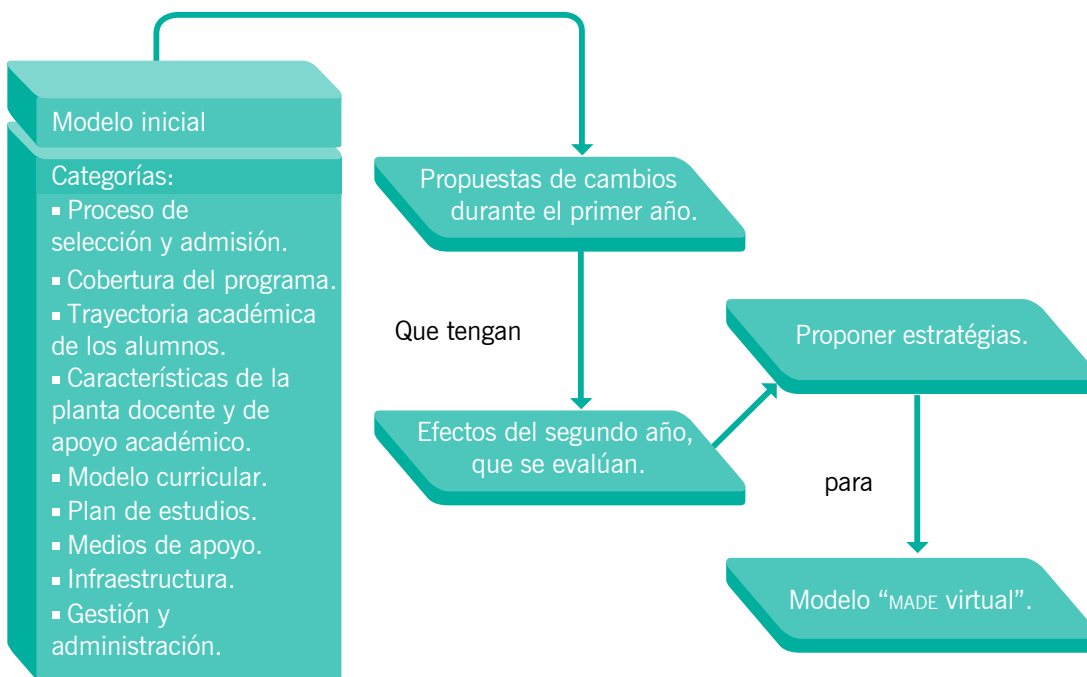 Modelo inicial
Categorías:
▪ Proceso de
selección y admisión.
▪ Cobertura del programa.
▪ Trayectoria académica
de los alumnos.
▪ Características de la
planta docente y de
apoyo académico.
▪ Modelo curricular.
▪ Plan de estudios.
▪ Medios de apoyo.
▪ Infraestructura.
▪ Gestión y
administración.
Propuestas de cambios
durante el primer año.
Que tengan
Efectos del segundo año,
que se evalúan.
Proponer estratégias.
para
Modelo “MADE virtual”.